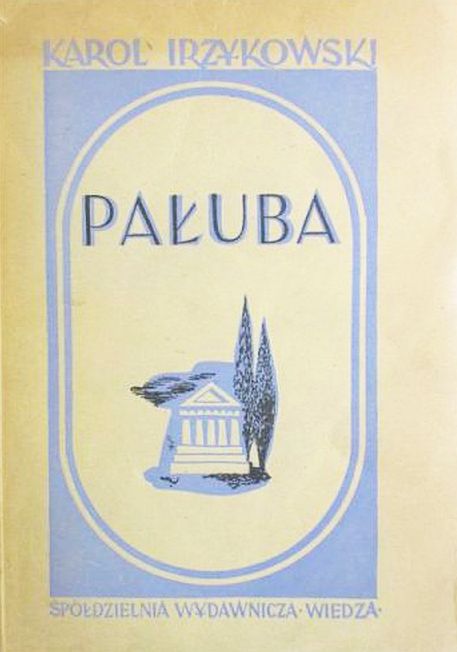 KAROL IRZYKOWSKI
PAŁUBA
SPÓŁDZIELNIA WYDAWNICZA · WIEDZA ·